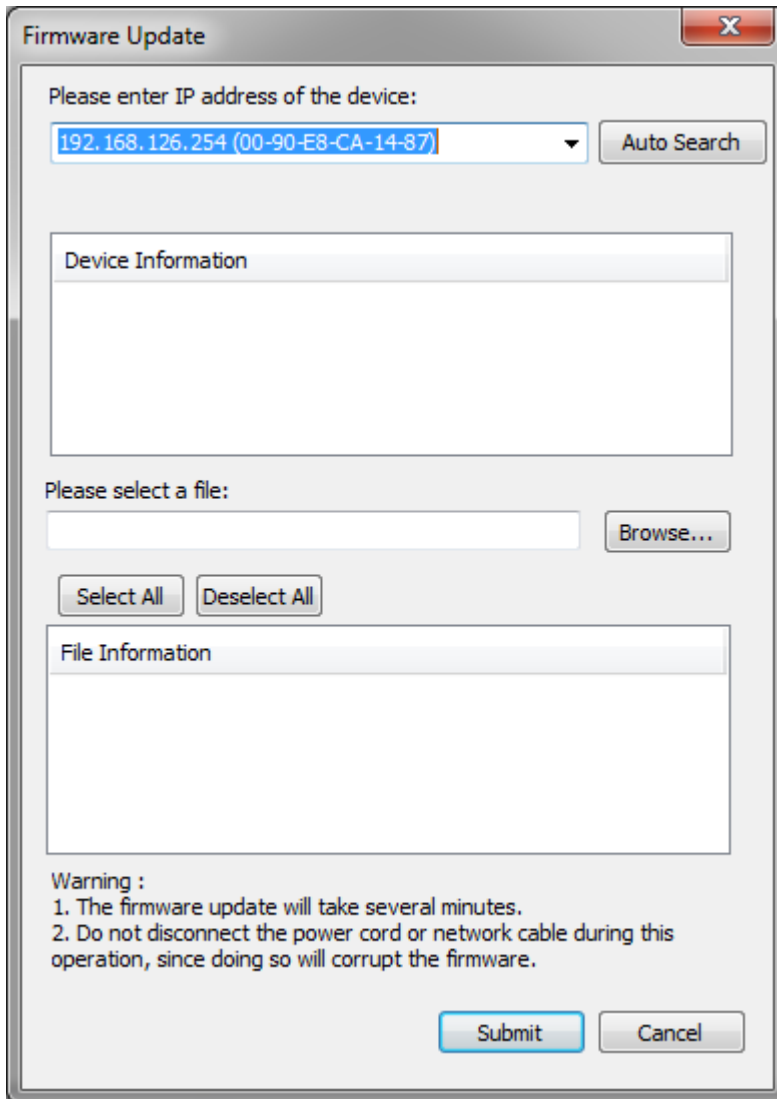 Firmware Update
Please enter IP address of the device:
192.168.126.254 (00-90-E8-CA-14-87)
Auto Search
Device Information
Please select a file:
Browse...
Select All
Deselect All
File Information
Warning :
1. The firmware update will take several minutes.
2. Do not disconnect the power cord or network cable during this
operation, since doing so will corrupt the firmware.
Submit
Cancel